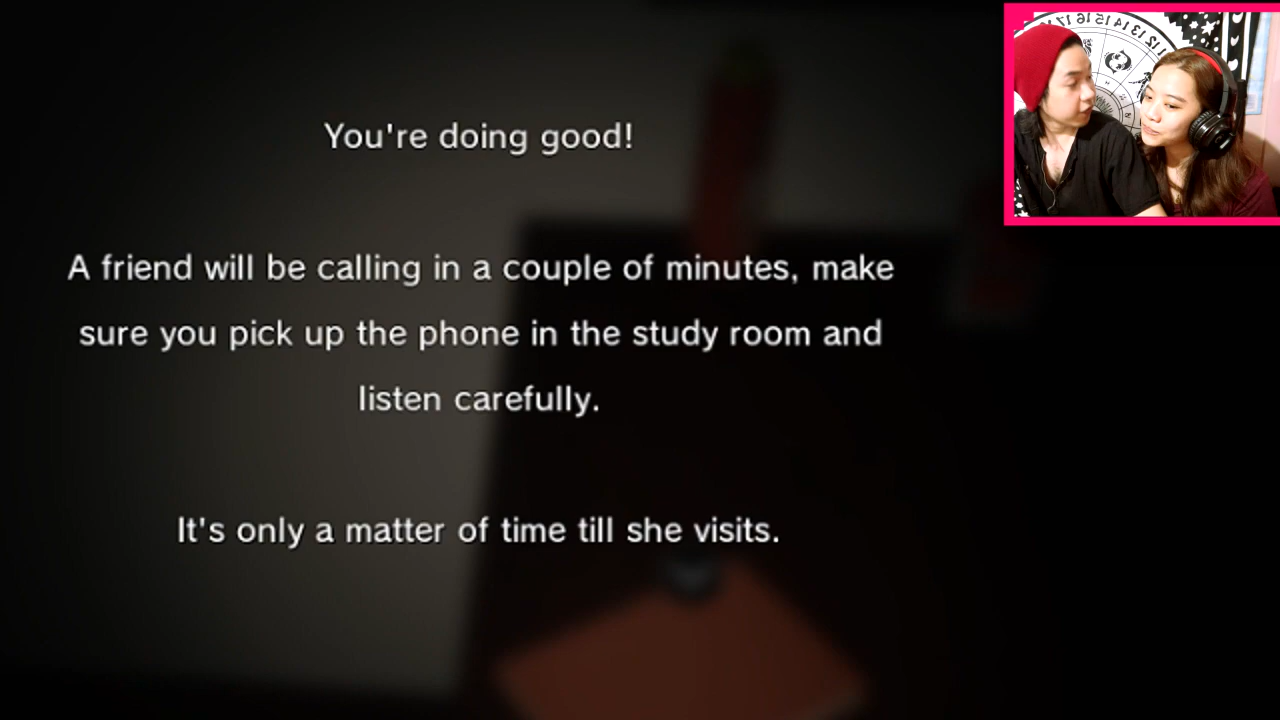 You're doing good!
A friend will be calling in a couple of minutes, make
sure you pick up the phone in the study room and
listen carefully.
It's only a matter of time till she visits.